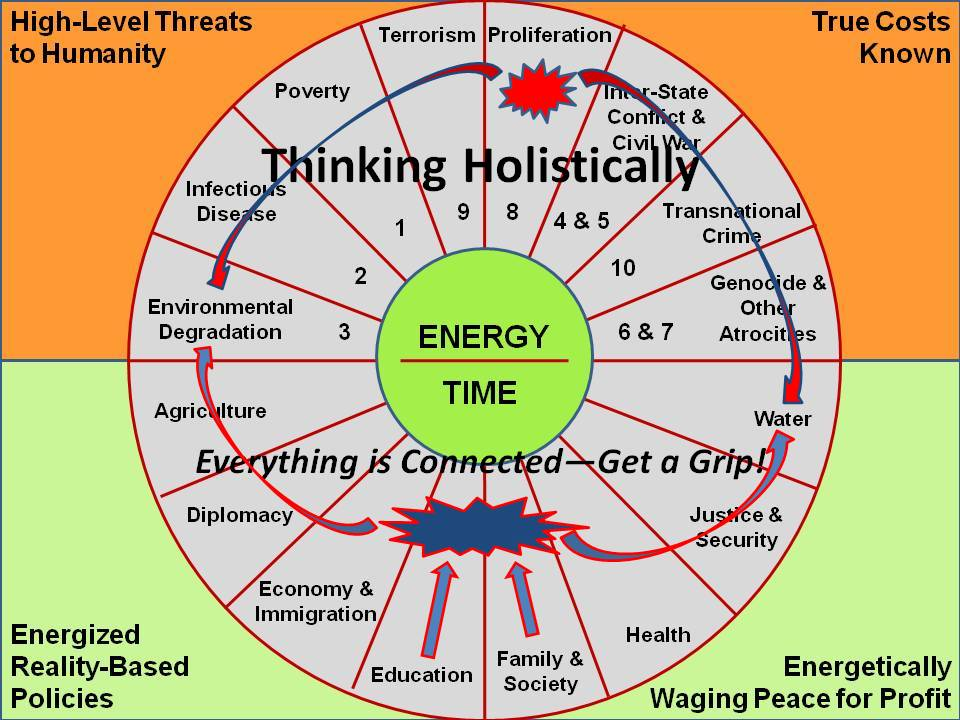 High-Level Threats
to Humanity
True Costs
Known
Terrorism
Proliferation
Poverty
Inter-State
Conflict &
Civil War
Thinking Holistically
Infectious
Disease
Transnational
Crime
1
9
8
4 & 5
2
10
Environmental
Degradation
3
6 & 7
Genocide &
Other
Atrocities
ENERGY
TIME
Agriculture
Water
Everything is Connected—Get a Grip!
Diplomacy
Justice &
Security
Economy &
Immigration
Health
Education
Family &
Society
Energized
Reality-Based
Policies
Energetically
Waging Peace for Profit